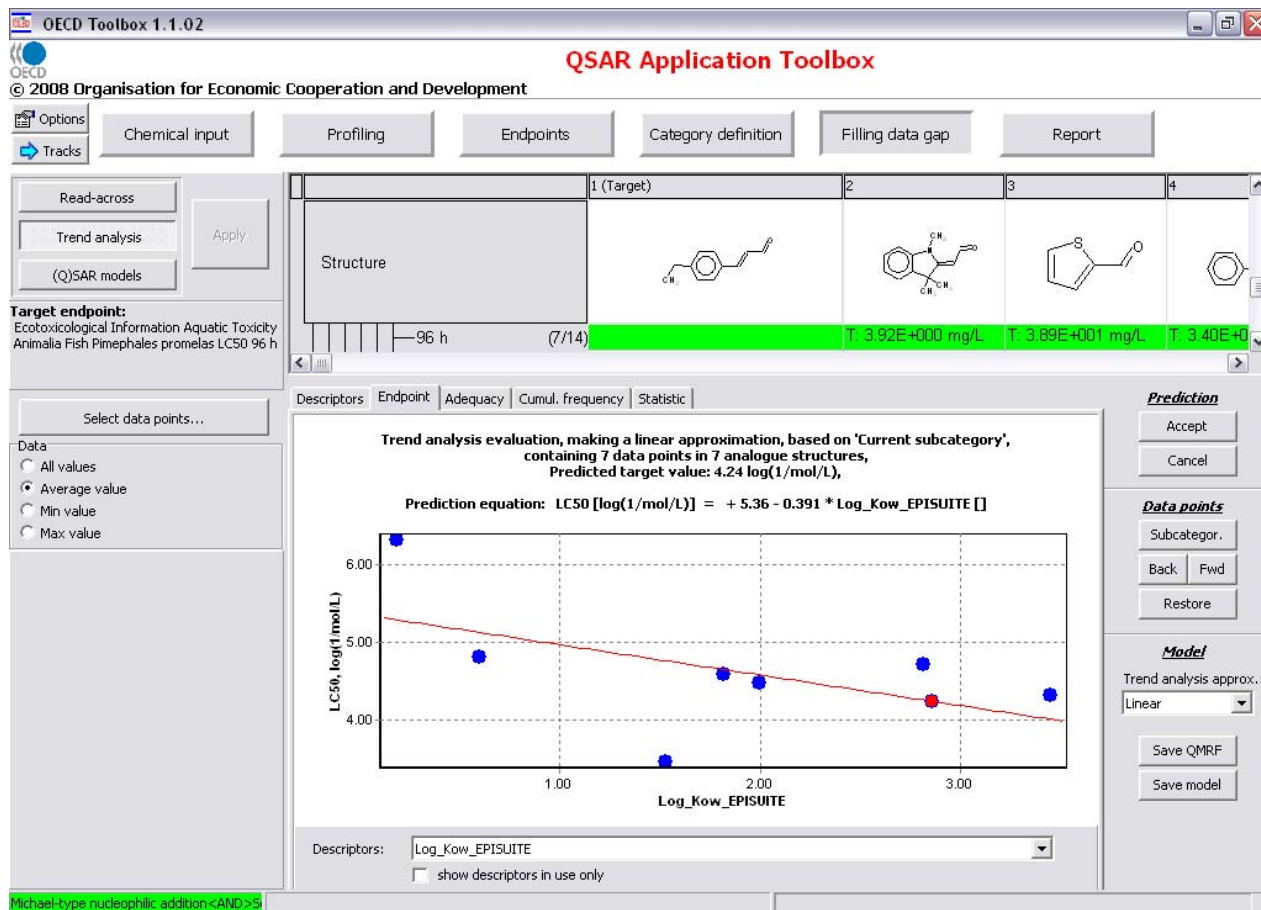 OECD Toolbox 1.1.02
OECD
QSAR Application Toolbox
© 2008 Organisation for Economic Cooperation and Development
Options
Tracks
Chemical input
Profiling
Endpoints
Category definition
Filling data gap
Report
Read-across
Trend analysis
(Q)SAR models
Apply
Target endpoint:
Ecotoxicological Information Aquatic Toxicity
Animalia Fish Pimephales promelas LC50 96 h
1 (Target)
2
3
4
Structure
CH3
O
CH3
N
O
CH3
CH3
S
O
96 h (7/14)
T: 3.92E+000 mg/L
T: 3.89E+001 mg/L
T: 3.40E+0
Select data points...
Data
All values
Average value
Min value
Max value
Descriptors
Endpoint
Adequacy
Cumul. frequency
Statistic
Trend analysis evaluation, making a linear approximation, based on 'Current subcategory',
containing 7 data points in 7 analogue structures,
Predicted target value: 4.24 log(1/mol/L),
Prediction equation: LC50 [log(1/mol/L)] = + 5.36 - 0.391 * Log_Kow_EPISUITE []
LC50, log(1/mol/L)
6.00
5.00
4.00
1.00
2.00
3.00
Log_Kow_EPISUITE
Descriptors:
Log_Kow_EPISUITE
show descriptors in use only
Prediction
Accept
Cancel
Data points
Subcategor.
Back
Fwd
Restore
Model
Trend analysis approx.:
Linear
Save QMRF
Save model
Michael-type nucleophilic addition<AND>S